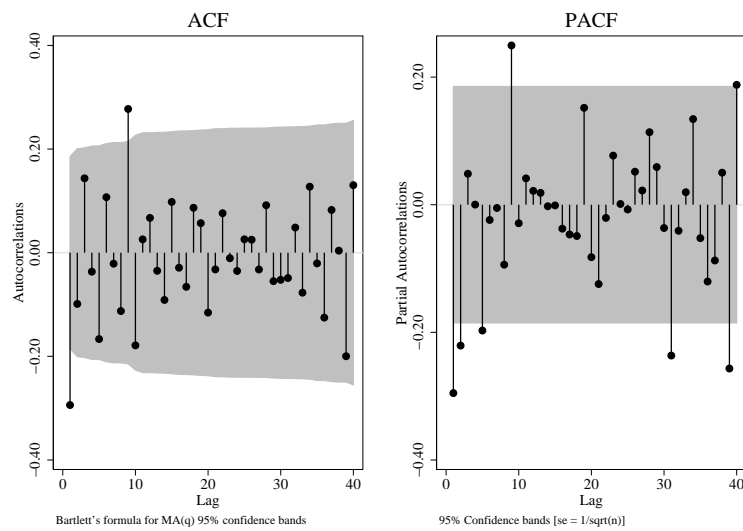 ACF
0.40
0.20
0.00
−0.20
−0.40
Autocorrelations
0 10 20 30 40
Lag
Bartlett's formula for MA(q) 95% confidence bands
PACF
0.20
0.00
−0.20
−0.40
Partial Autocorrelations
0 10 20 30 40
Lag
95% Confidence bands [se = 1/sqrt(n)]